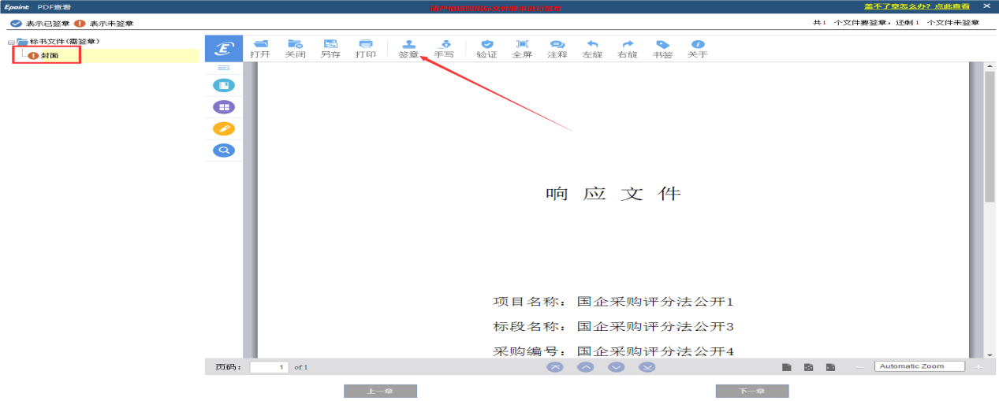 Epoint PDF查看
盖不了章怎么办？点此查看
表示已签章 表示未签章
共1 个文件要签章，还剩1 个文件未签章
标书文件(需签章)
封面
打开 关闭 另存 打印 签章 手写 验证 全屏 注释 左旋 右旋 书签 关于
响 应 文 件
项目名称：国企采购评分法公开1
标段名称：国企采购评分法公开3
采购编号：国企采购评分法公开4
页码： 1 of 1
Automatic Zoom
上一章 下一章